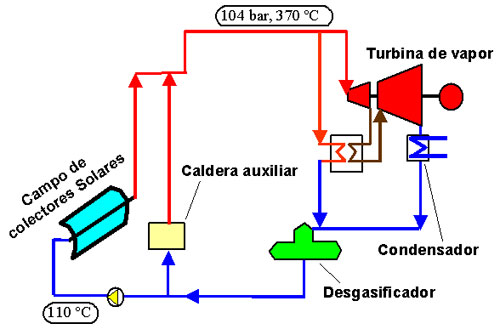 104 bar, 370 °C
Turbina de vapor
Campo de
colectores Solares
Caldera auxiliar
Condensador
Desgasificador
110 °C